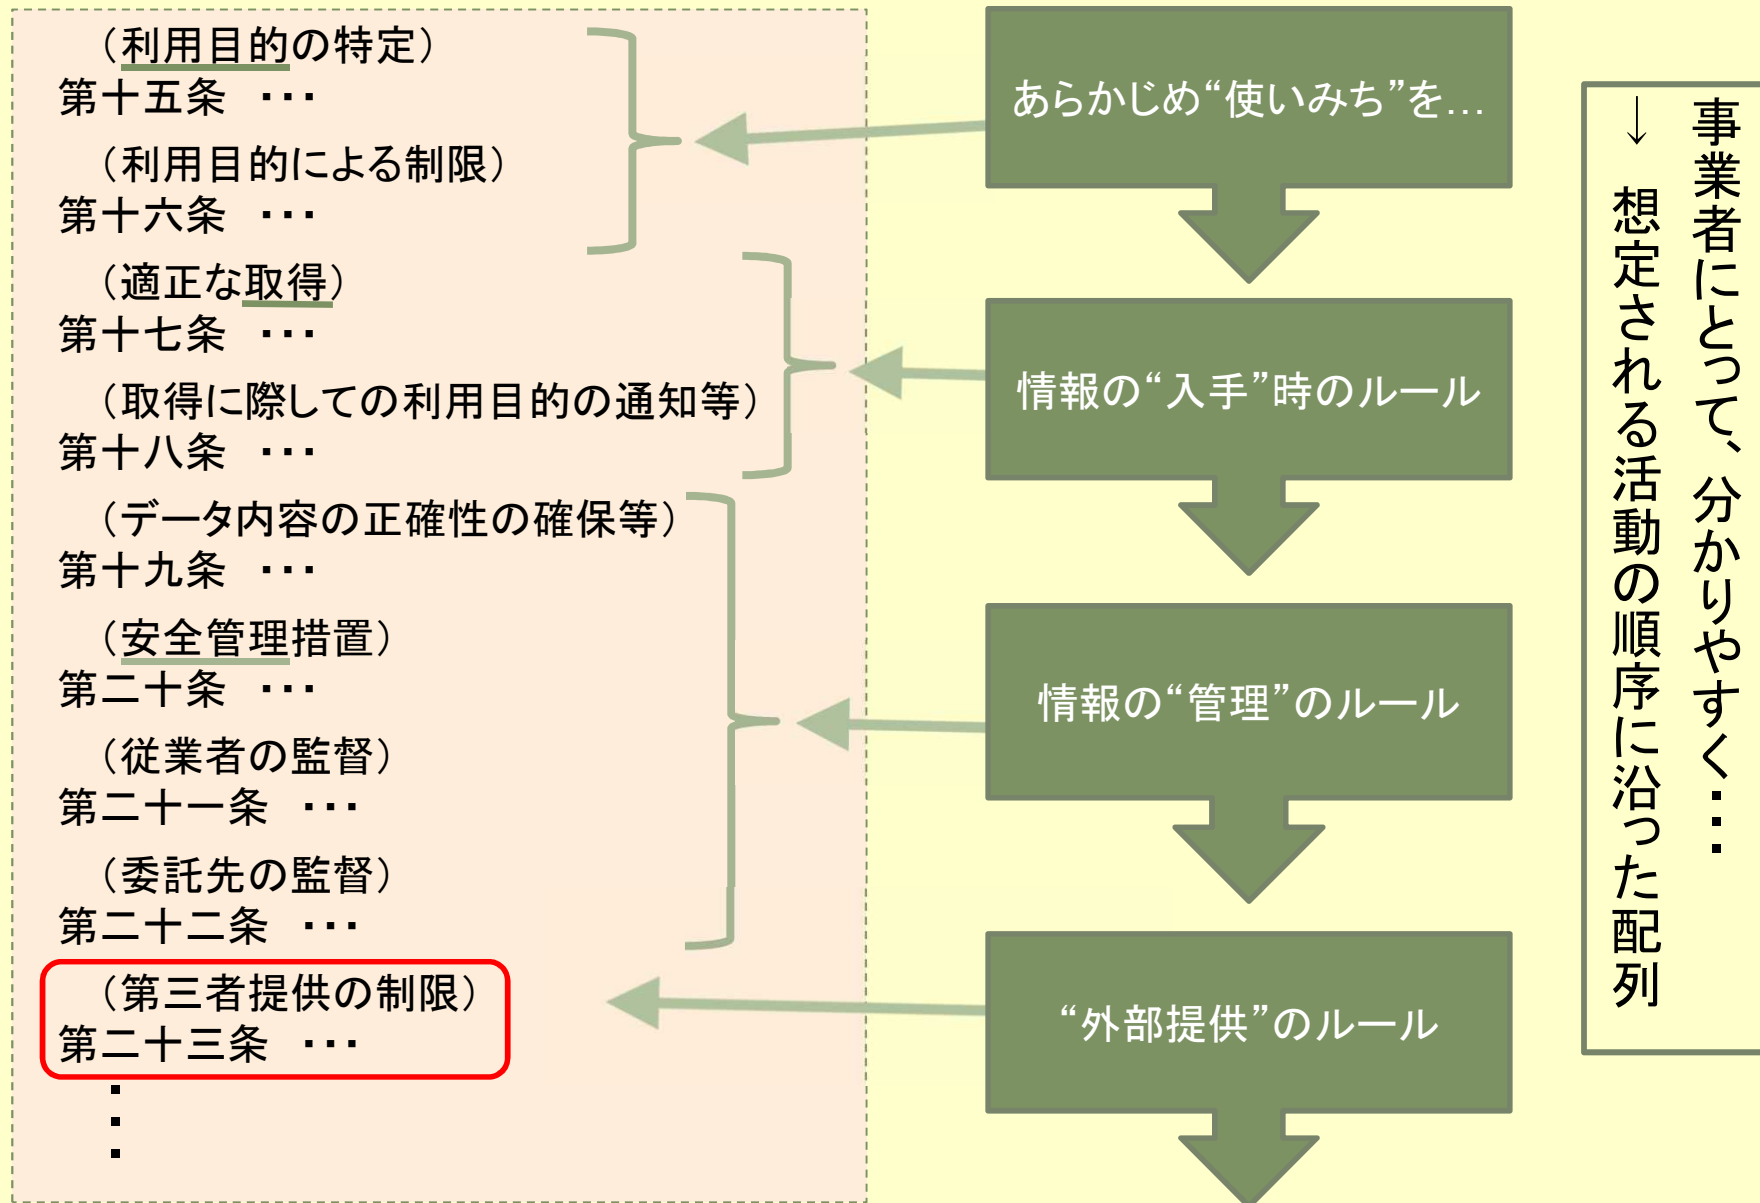 （利用目的の特定）
第十五条　・・・
（利用目的による制限）
第十六条　・・・
（適正な取得）
第十七条　・・・
（取得に際しての利用目的の通知等）
第十八条　・・・
（データ内容の正確性の確保等）
第十九条　・・・
（安全管理措置）
第二十条　・・・
（従業者の監督）
第二十一条　・・・
（委託先の監督）
第二十二条　・・・
（第三者提供の制限）
第二十三条　・・・
・
・
・
あらかじめ“使いみち”を…
情報の“入手”時のルール
情報の“管理”のルール
“外部提供”のルール
事業者にとって、分かりやすく・・・
→　想定される活動の順序に沿った配列